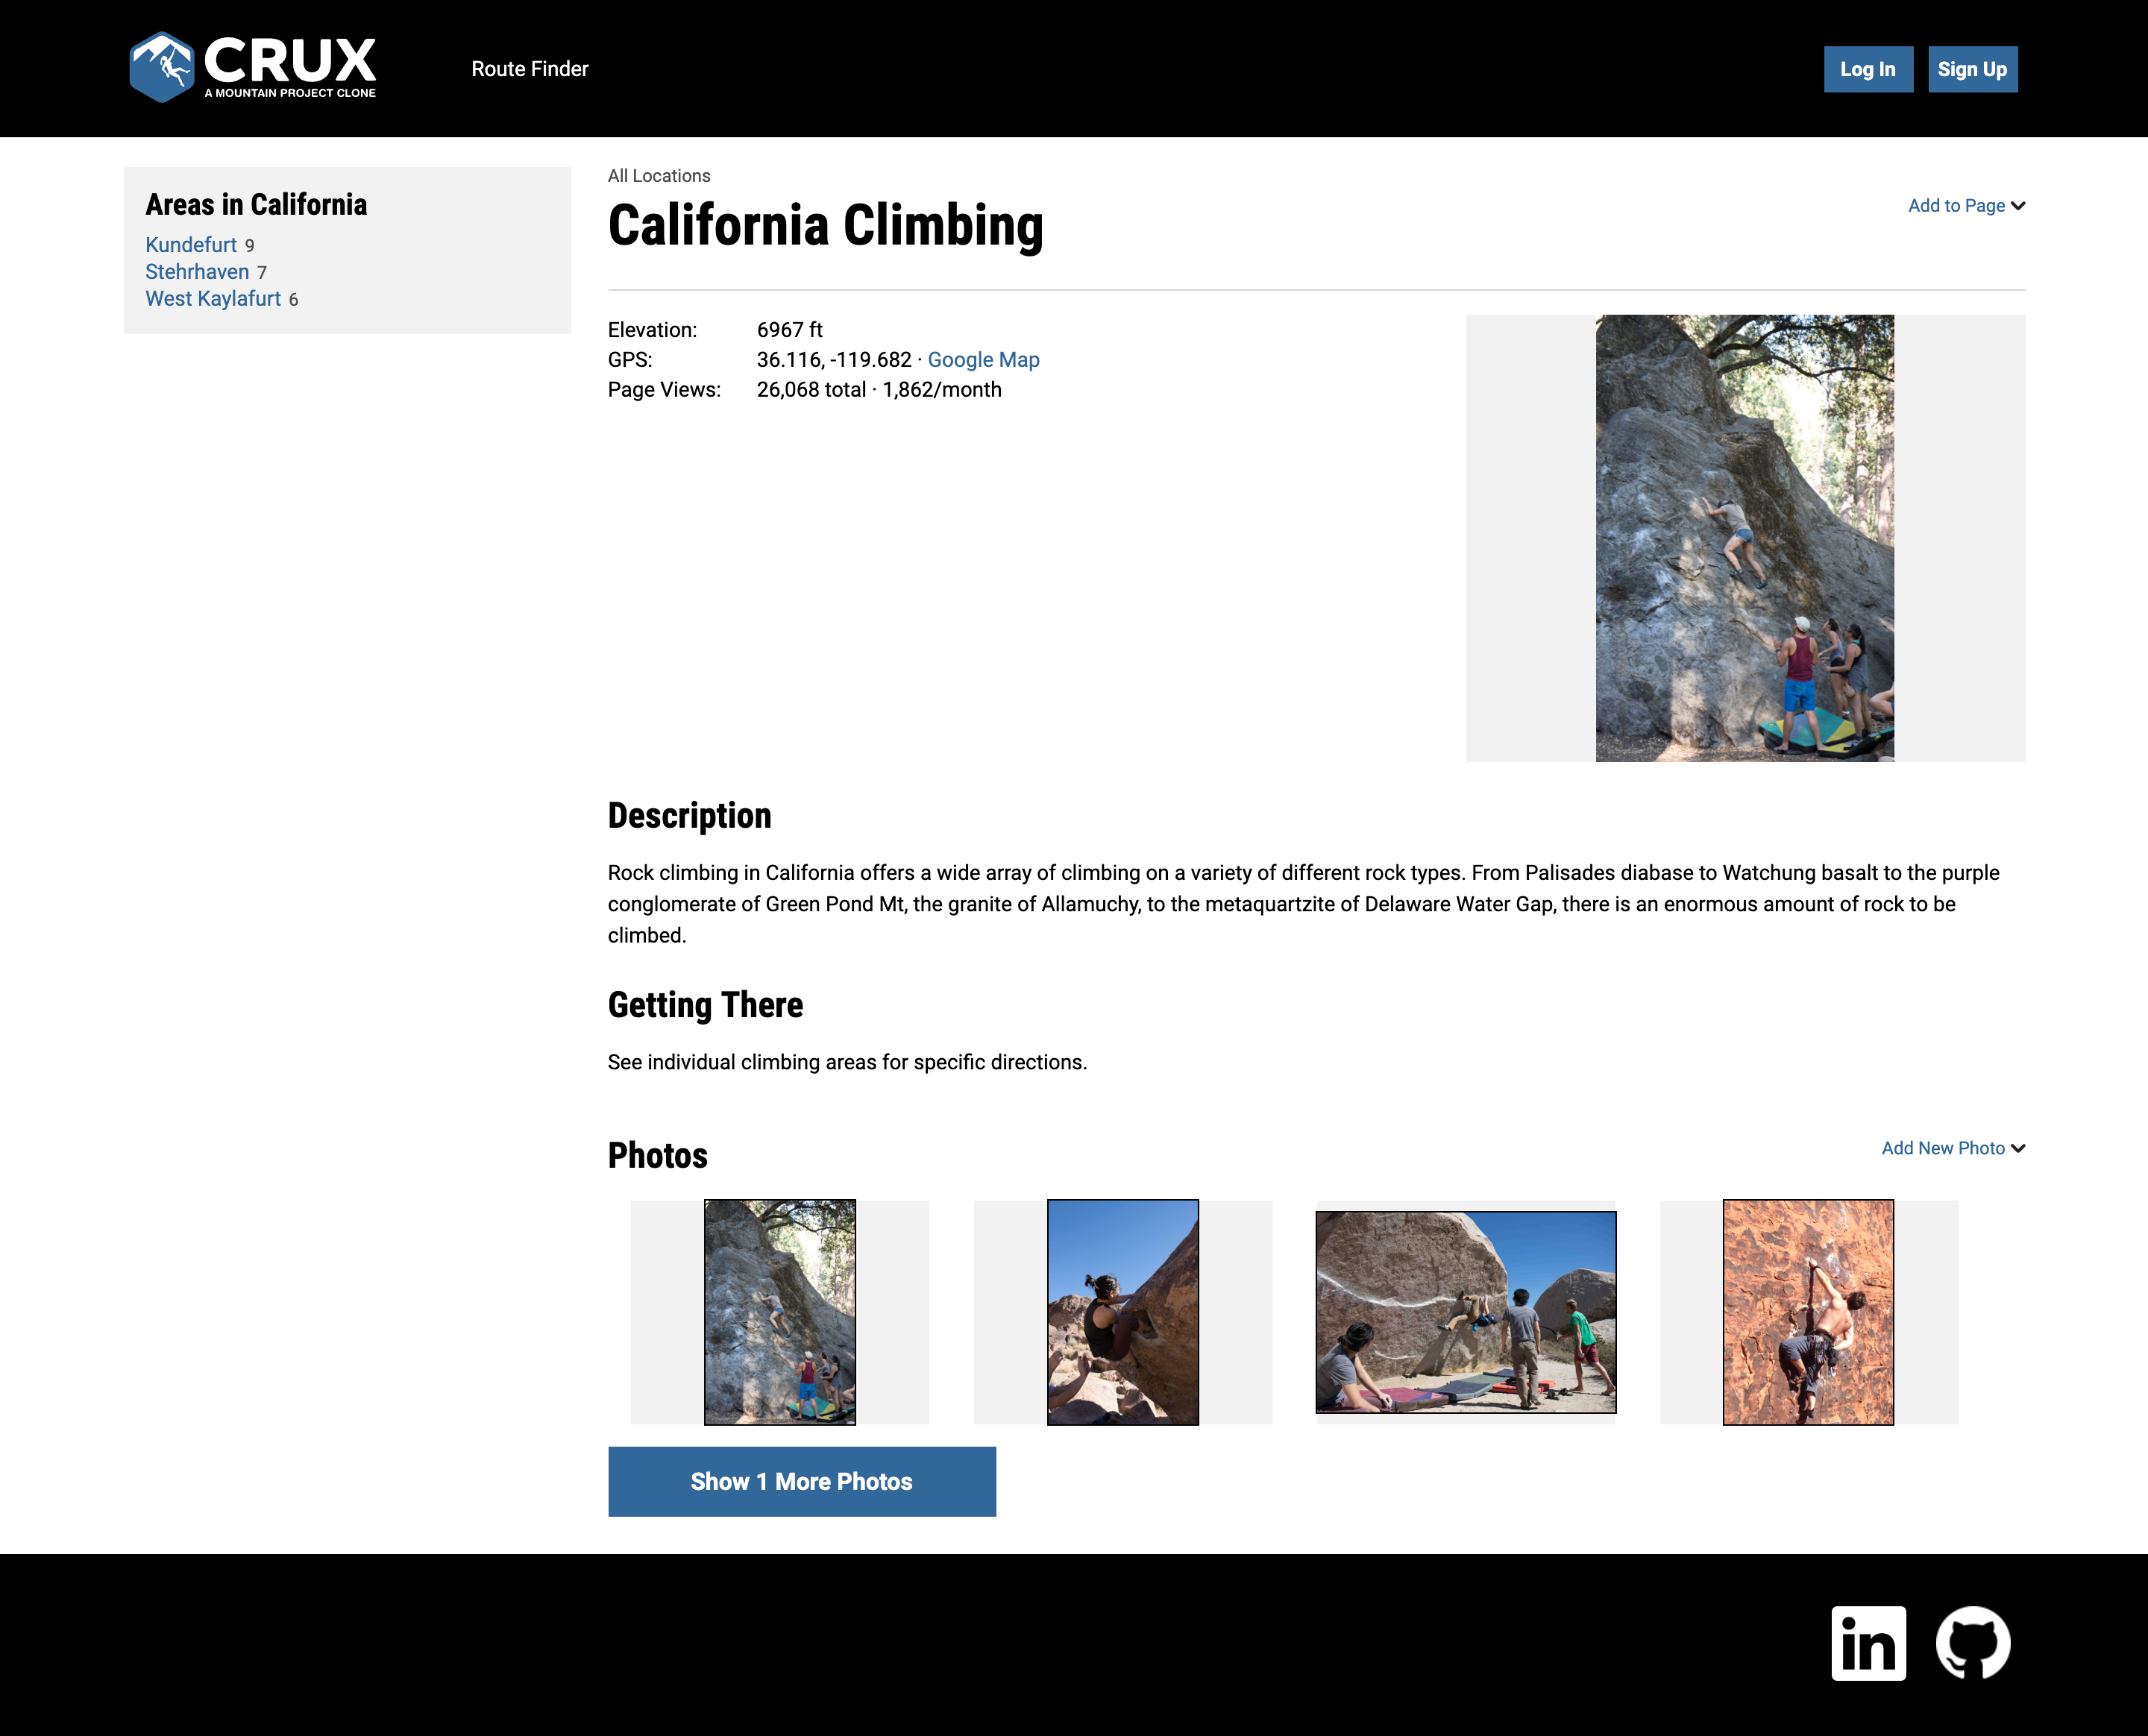 CRUX
A MOUNTAIN PROJECT CLONE
Route Finder
Log In
Sign Up
Areas in California
Kundefurt 9
Stehrhaven 7
West Kaylafurt 6
All Locations
California Climbing
Add to Page
Elevation: 6967 ft
GPS: 36.116, -119.682 · Google Map
Page Views: 26,068 total · 1,862/month
Description
Rock climbing in California offers a wide array of climbing on a variety of different rock types. From Palisades diabase to Watchung basalt to the purple
conglomerate of Green Pond Mt, the granite of Allamuchy, to the metaquartzite of Delaware Water Gap, there is an enormous amount of rock to be
climbed.
Getting There
See individual climbing areas for specific directions.
Photos
Add New Photo
Show 1 More Photos
in